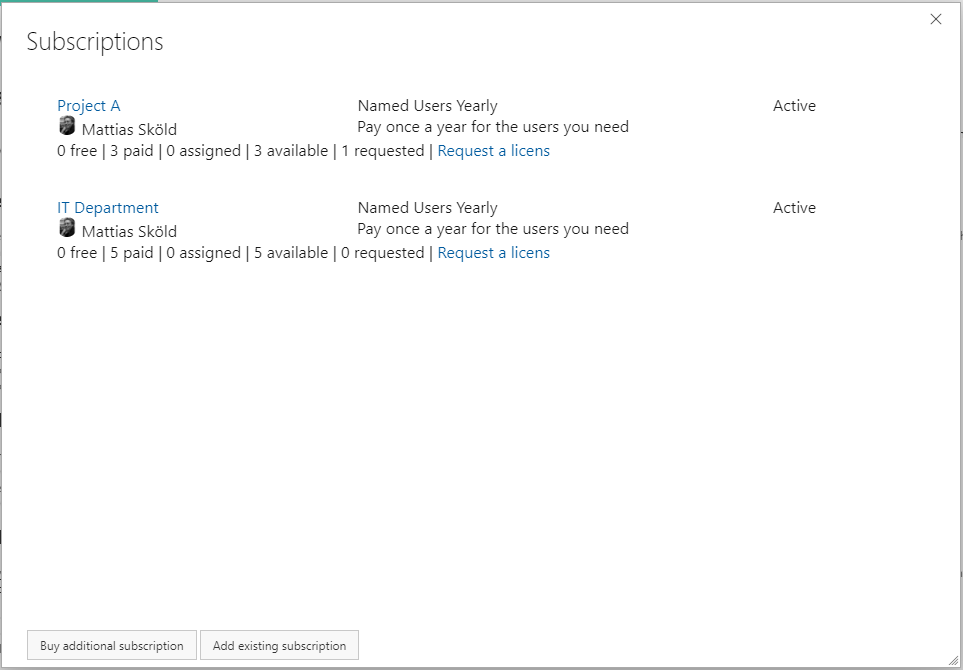 Subscriptions
Project A Named Users Yearly Active
Mattias Sköld Pay once a year for the users you need
0 free | 3 paid | 0 assigned | 3 available | 1 requested | Request a licens
IT Department Named Users Yearly Active
Mattias Sköld Pay once a year for the users you need
0 free | 5 paid | 0 assigned | 5 available | 0 requested | Request a licens
Buy additional subscription Add existing subscription